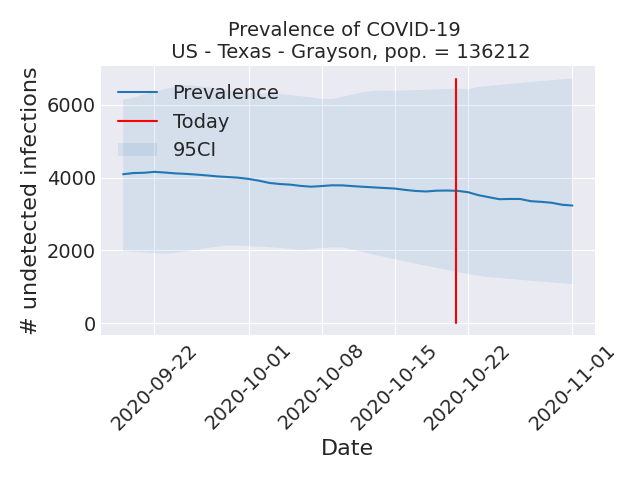 Prevalence of COVID-19
US - Texas - Grayson, pop. = 136212
# undetected infections
6000
4000
2000
0
Prevalence
Today
95CI
2020-09-22
2020-10-01
2020-10-08
2020-10-15
2020-10-22
2020-11-01
Date